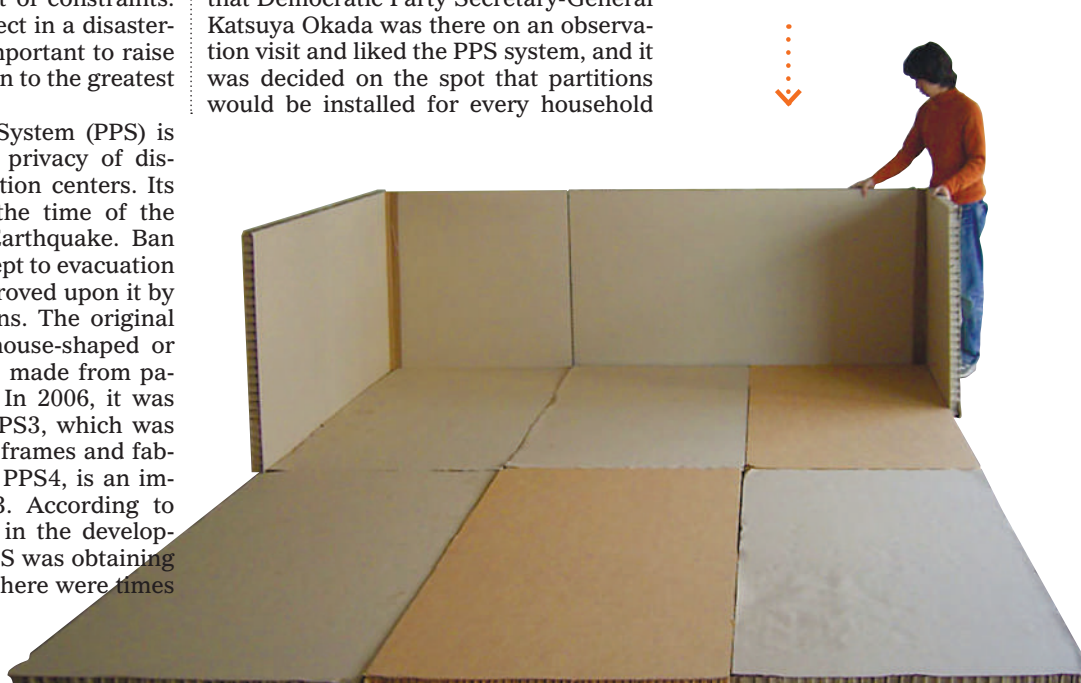 t of constraints.
ect in a disaster-
mportant to raise
n to the greatest
System (PPS) is
privacy of dis-
tion centers. Its
the time of the
Earthquake. Ban
ept to evacuation
roved upon it by
ns. The original
house-shaped or
made from pa-
In 2006, it was
PS3, which was
frames and fab-
PPS4, is an im-
3. According to
in the develop-
S was obtaining
here were times
that Democratic Party Secretary-General
Katsuya Okada was there on an observa-
tion visit and liked the PPS system, and it
was decided on the spot that partitions
would be installed for every household